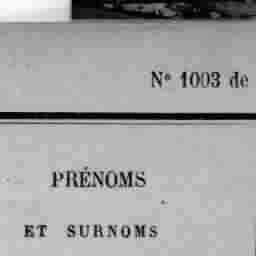 N° 1003 de
PRÉNOMS
ET SURNOMS